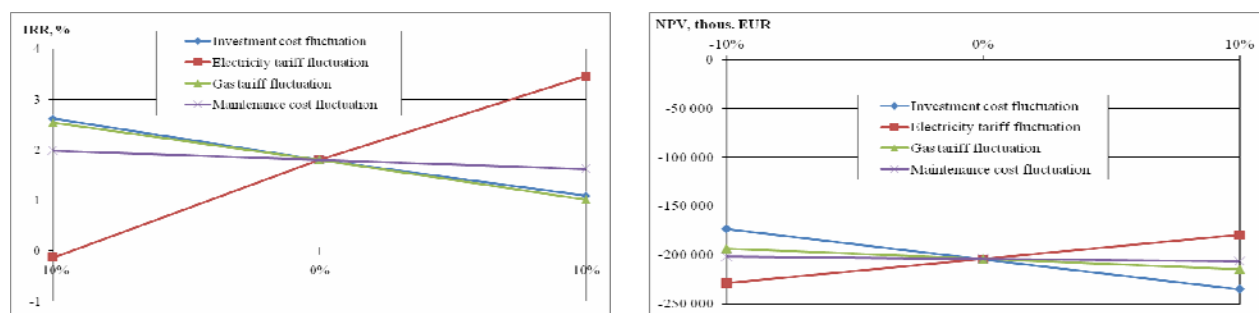 IRR, %
4
3
2
1
0
-1
Investment cost fluctuation
Electricity tariff fluctuation
Gas tariff fluctuation
Maintenance cost fluctuation
-10%
0%
10%
NPV, thous. EUR
-10%
0%
10%
0
-50 000
-100 000
-150 000
-200 000
-250 000
Investment cost fluctuation
Electricity tariff fluctuation
Gas tariff fluctuation
Maintenance cost fluctuation